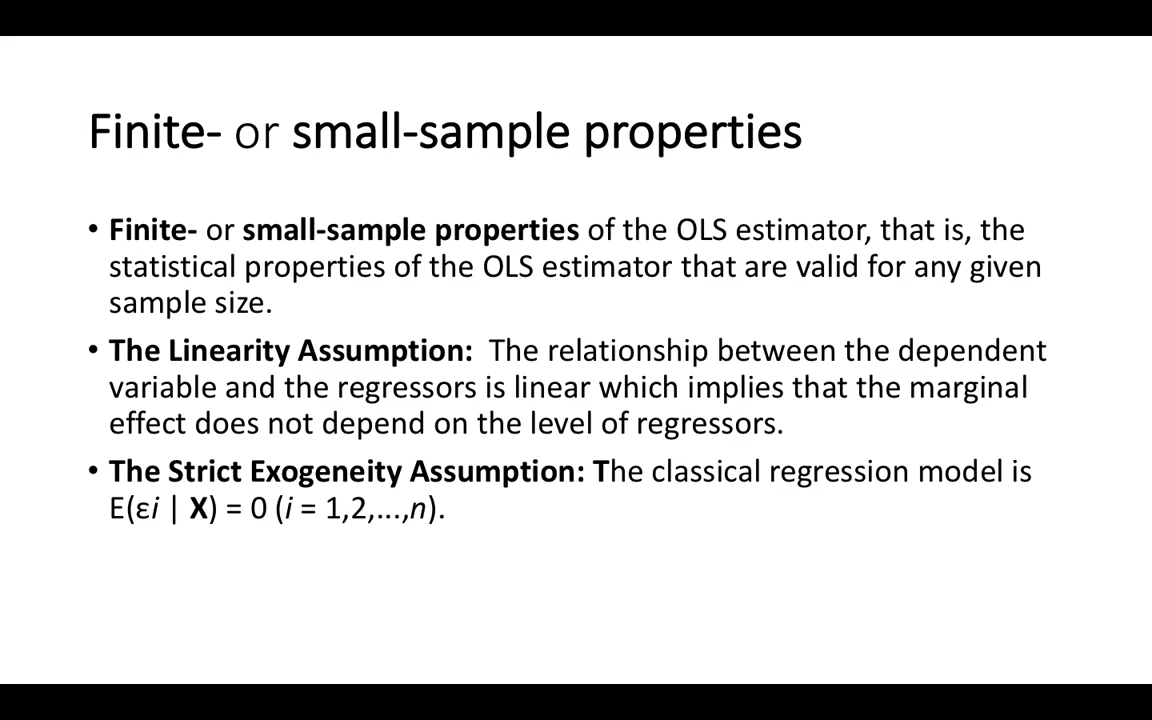 Finite- or small-sample properties
• Finite- or small-sample properties of the OLS estimator, that is, the
statistical properties of the OLS estimator that are valid for any given
sample size.
• The Linearity Assumption:  The relationship between the dependent
variable and the regressors is linear which implies that the marginal
effect does not depend on the level of regressors.
• The Strict Exogeneity Assumption: The classical regression model is
E(εi | X) = 0 (i = 1,2,...,n).